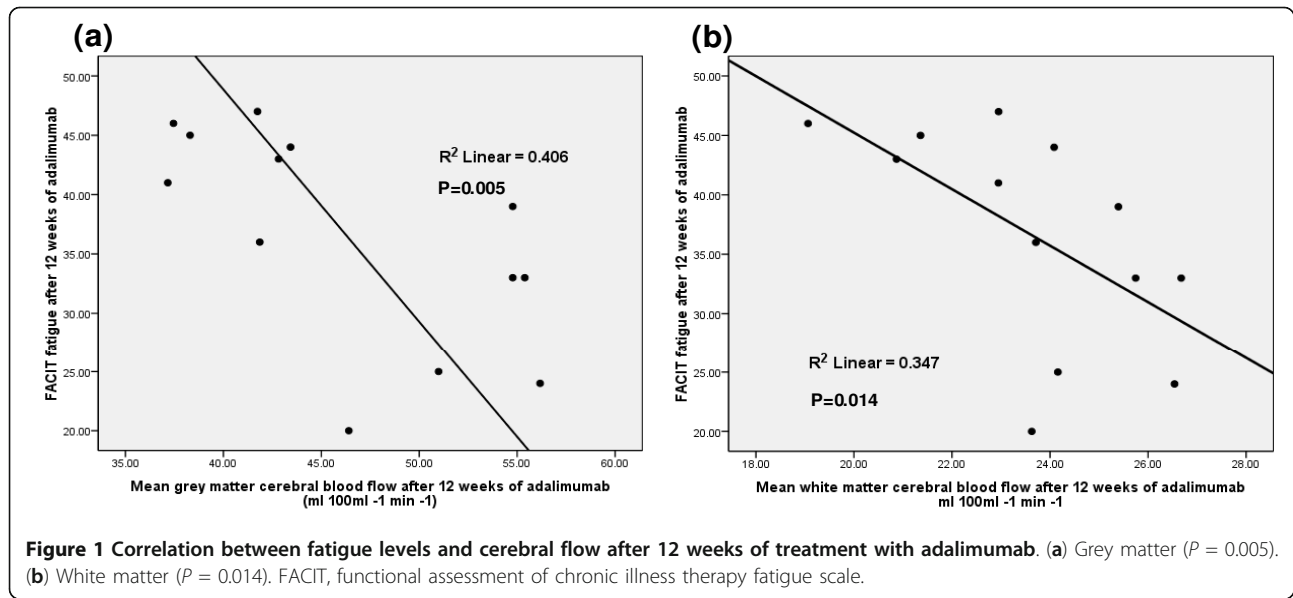 (a)
50.00
45.00
40.00
35.00
30.00
25.00
20.00
FACIT fatigue after 12 weeks of adalimumab
R² Linear = 0.406
P=0.005
35.00 40.00 45.00 50.00 55.00 60.00
Mean grey matter cerebral blood flow after 12 weeks of adalimumab
(ml 100ml -1 min -1)
(b)
50.00
45.00
40.00
35.00
30.00
25.00
20.00
FACIT fatigue after 12 weeks of adalimumab
R² Linear = 0.347
P=0.014
18.00 20.00 22.00 24.00 26.00 28.00
Mean white matter cerebral blood flow after 12 weeks of adalimumab
ml 100ml -1 min -1
Figure 1 Correlation between fatigue levels and cerebral flow after 12 weeks of treatment with adalimumab. (a) Grey matter (P = 0.005).
(b) White matter (P = 0.014). FACIT, functional assessment of chronic illness therapy fatigue scale.